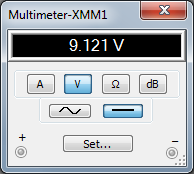 Multimeter-XMM1
9.121 V
A V Ω dB
+ Set... –